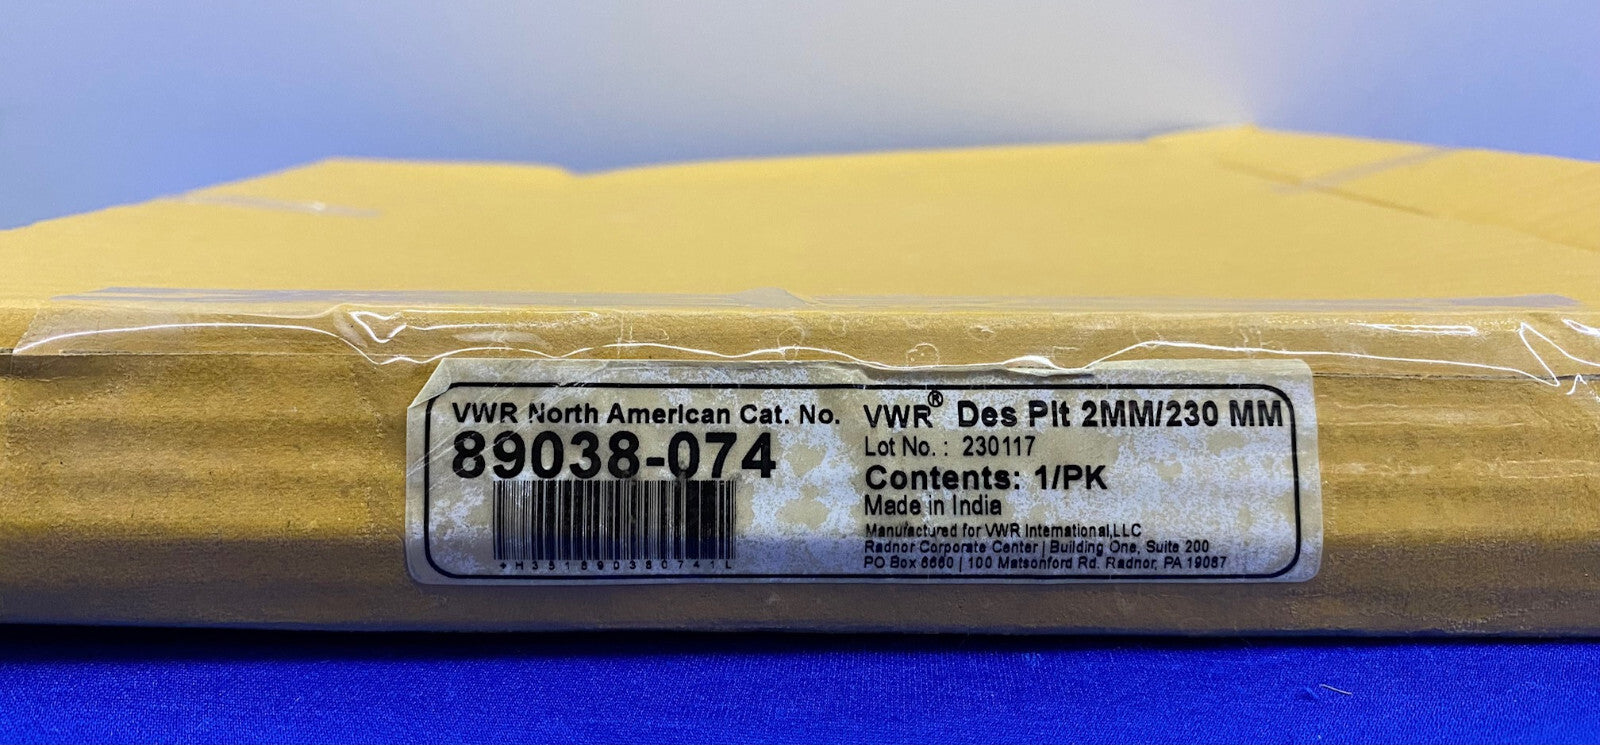 VWR North American Cat. No.
89038-074
+H351890380741L
VWR® Des Plt 2MM/230 MM
Lot No. : 230117
Contents: 1/PK
Made in India
Manufactured for VWR International,LLC
Radnor Corporate Center | Building One, Suite 200
PO Box 6660 | 100 Matsonford Rd. Radnor, PA 19087